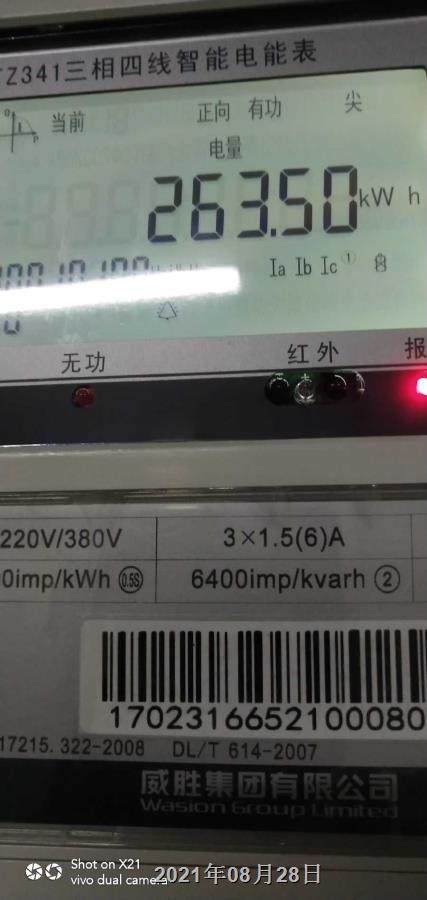 TZ341三相四线智能电能表
当前 正向 有功 尖
电量
263.50 kW h
Ia Ib Ic ①
无功 红外 报
220V/380V 3×1.5(6)A
0imp/kWh 0.5S 6400imp/kvarh ②
1702316652100080
17215.322-2008 DL/T 614-2007
威胜集团有限公司
Wasion Group Limited
Shot on X21
vivo dual camera
2021年08月28日